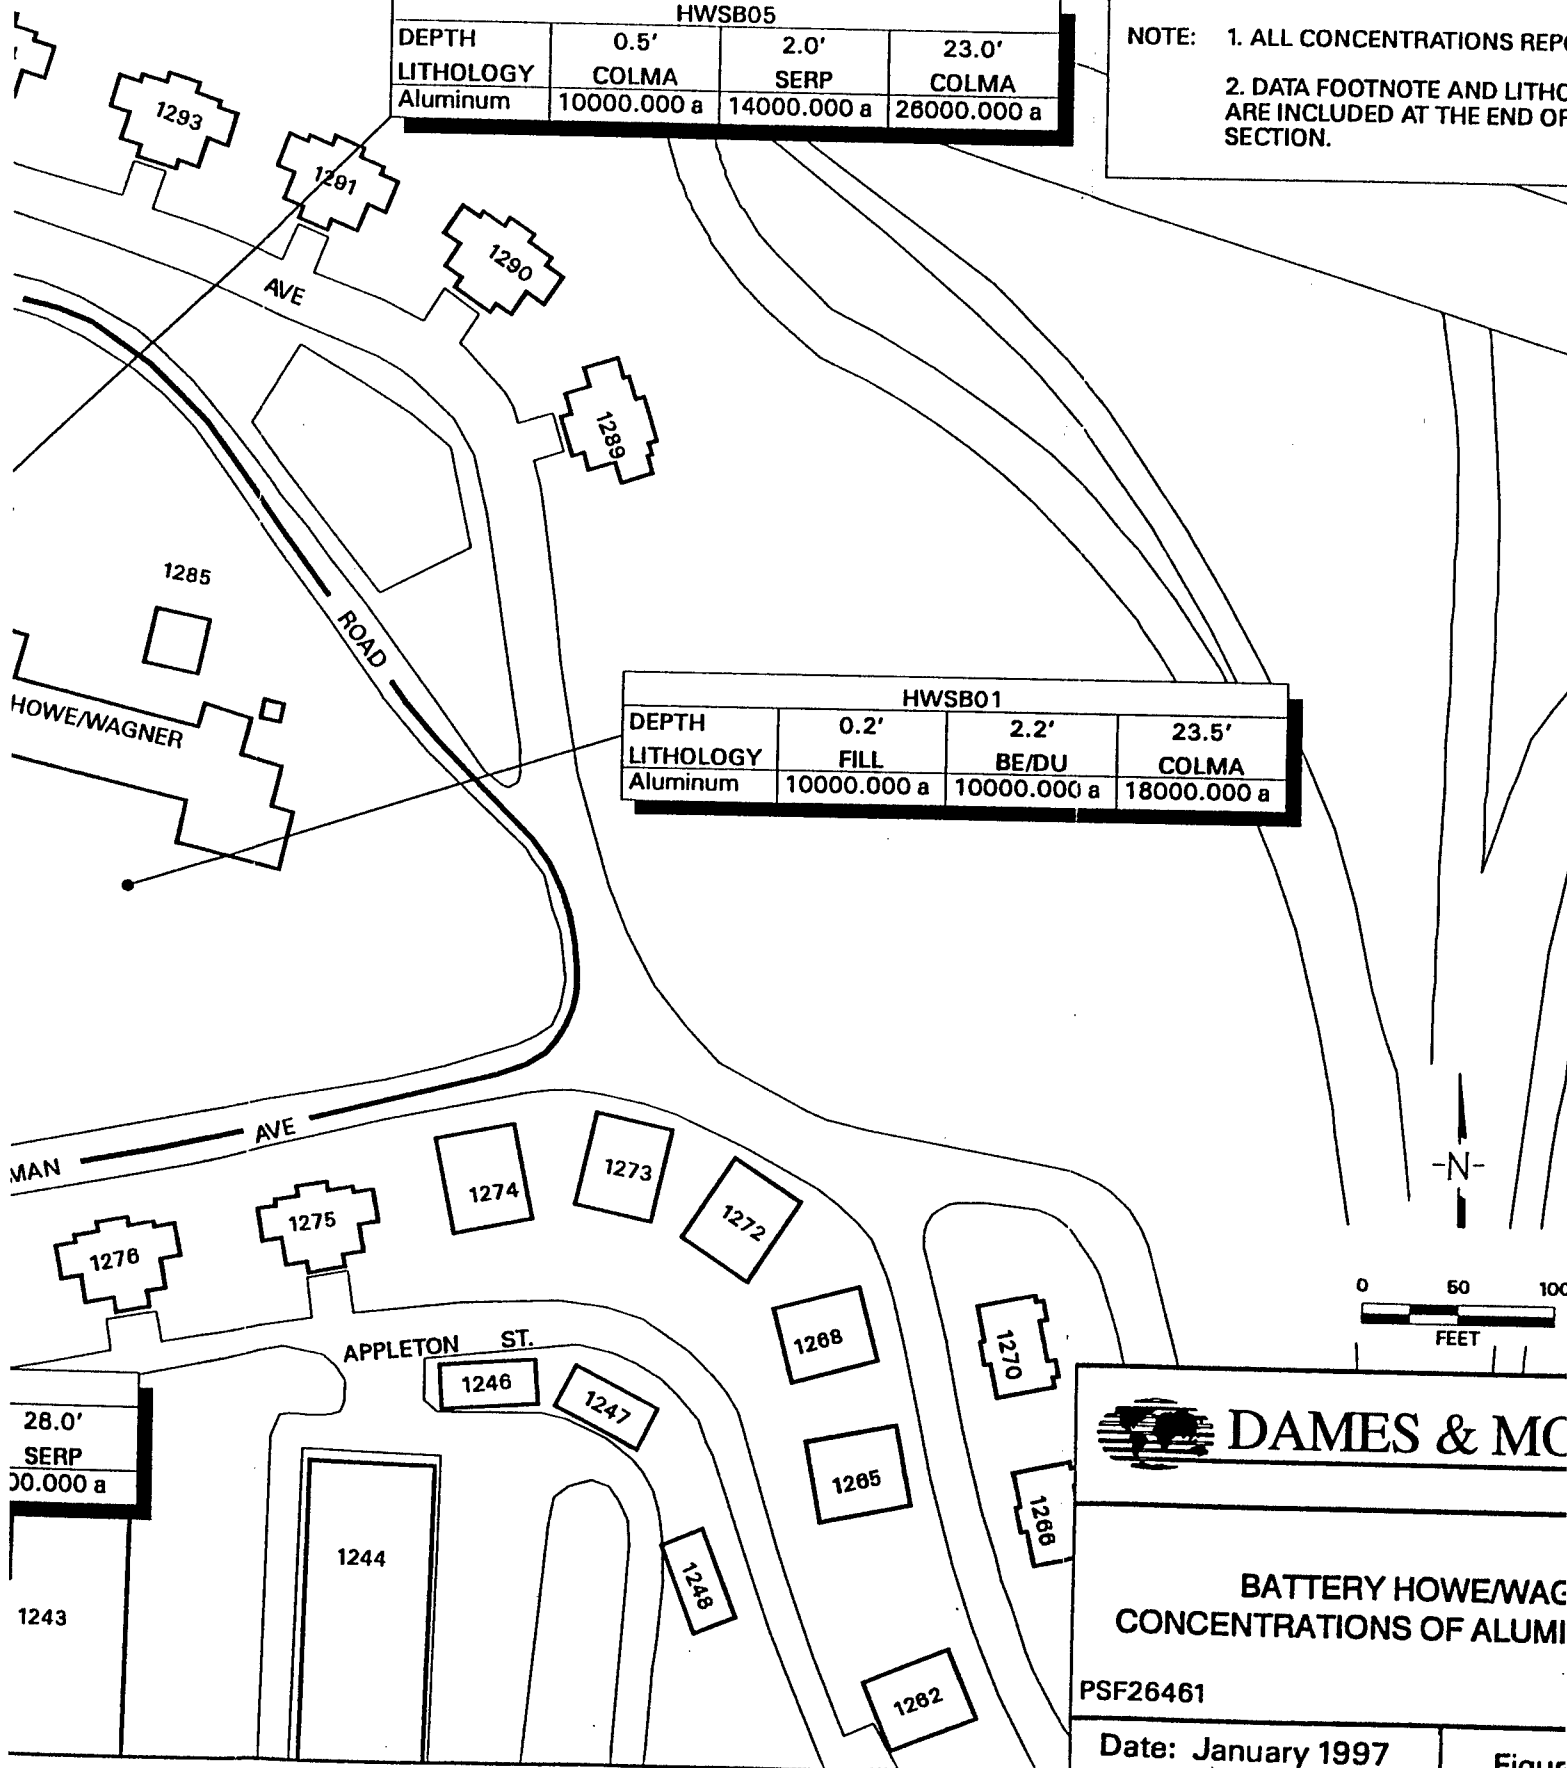 HWSB05
DEPTH 0.5' 2.0' 23.0'
LITHOLOGY COLMA SERP COLMA
Aluminum 10000.000 a 14000.000 a 26000.000 a
NOTE: 1. ALL CONCENTRATIONS REP
2. DATA FOOTNOTE AND LITHO
ARE INCLUDED AT THE END OF
SECTION.
1293
1291
1290
AVE
1289
1285
ROAD
HOWE/WAGNER
HWSB01
DEPTH 0.2' 2.2' 23.5'
LITHOLOGY FILL BE/DU COLMA
Aluminum 10000.000 a 10000.000 a 18000.000 a
MAN AVE
-N-
1274
1273
1272
1275
1276
0 50 100
FEET
APPLETON ST.
1268
1270
1246
1247
28.0'
SERP
00.000 a
DAMES & MO
1265
1266
1244
1248
1243
BATTERY HOWE/WAG
CONCENTRATIONS OF ALUMI
1262
PSF26461
Date: January 1997
Figur